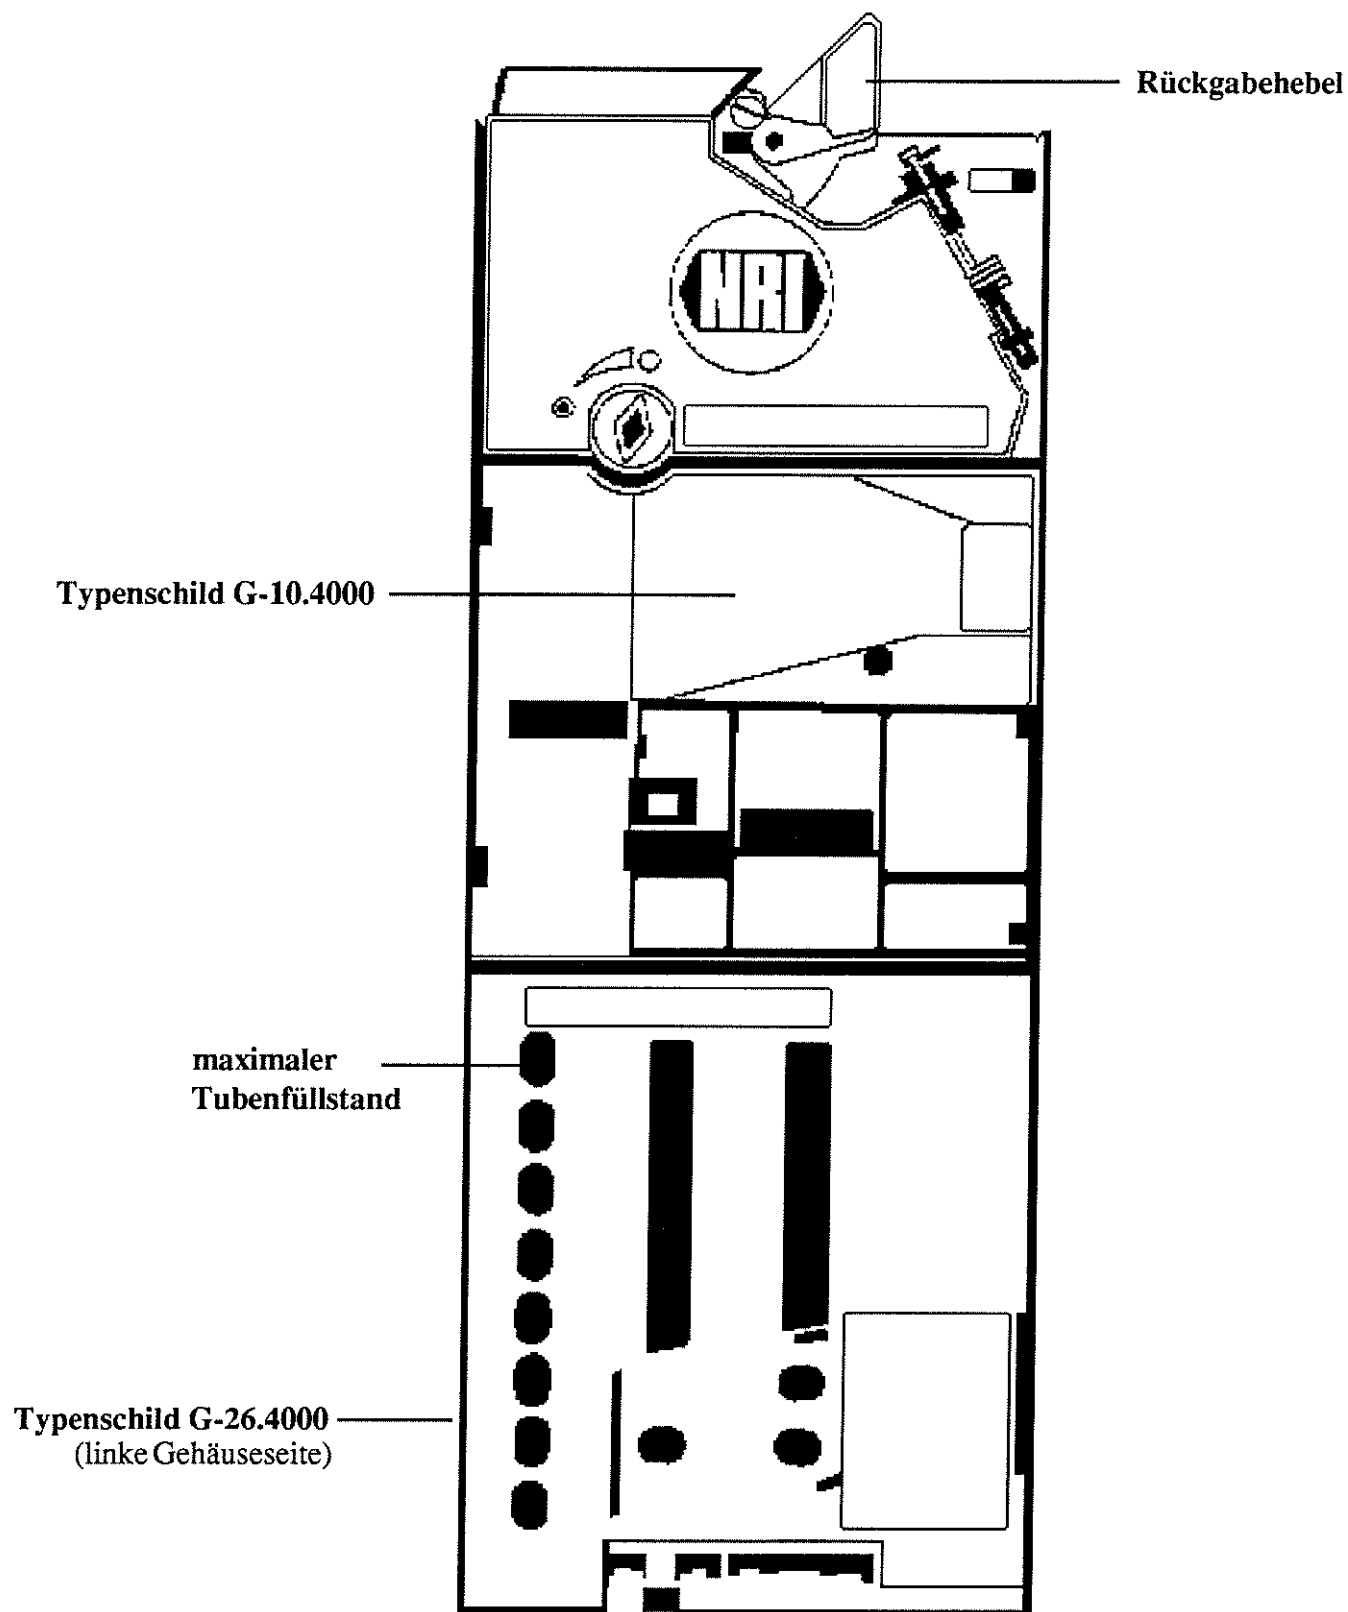 Rückgabehebel
NRI
Typenschild G-10.4000
maximaler
Tubenfüllstand
Typenschild G-26.4000
(linke Gehäuseseite)